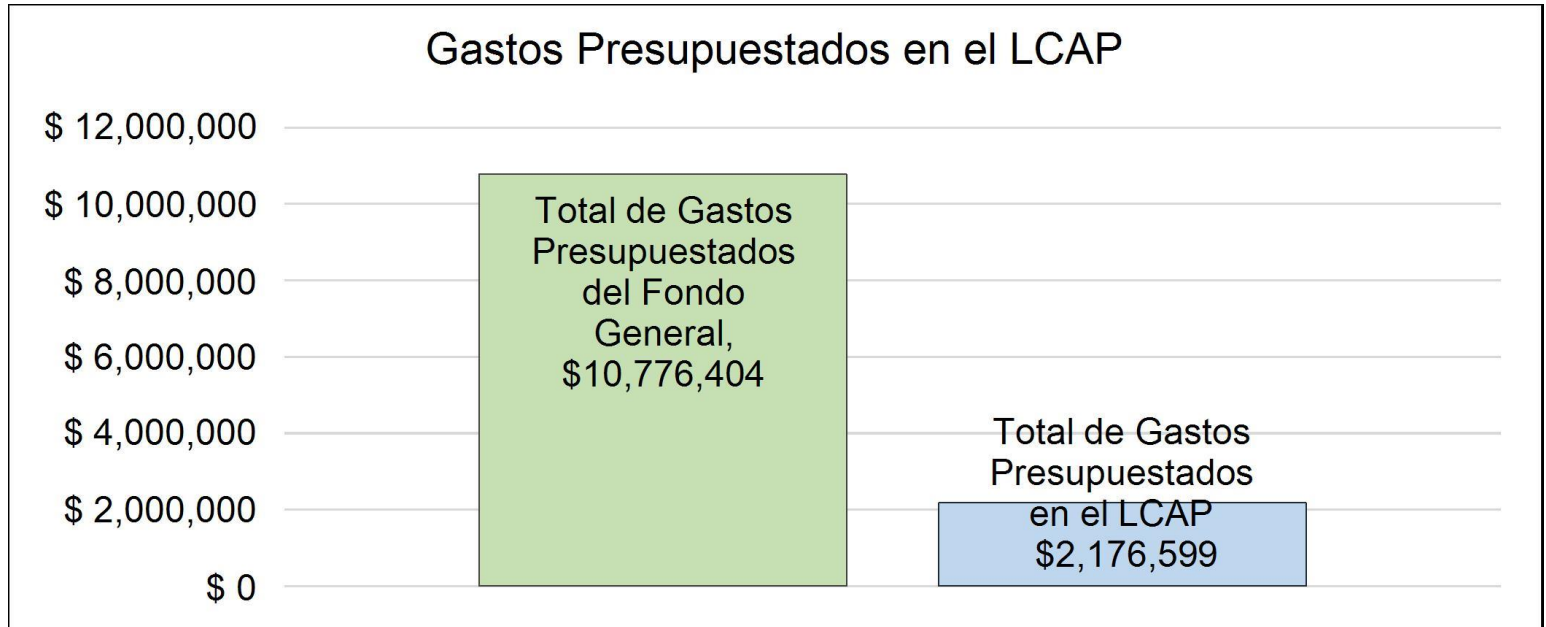 Gastos Presupuestados en el LCAP
$ 12,000,000
$ 10,000,000
$ 8,000,000
$ 6,000,000
$ 4,000,000
$ 2,000,000
$ 0
Total de Gastos
Presupuestados
del Fondo
General,
$10,776,404
Total de Gastos
Presupuestados
en el LCAP
$2,176,599